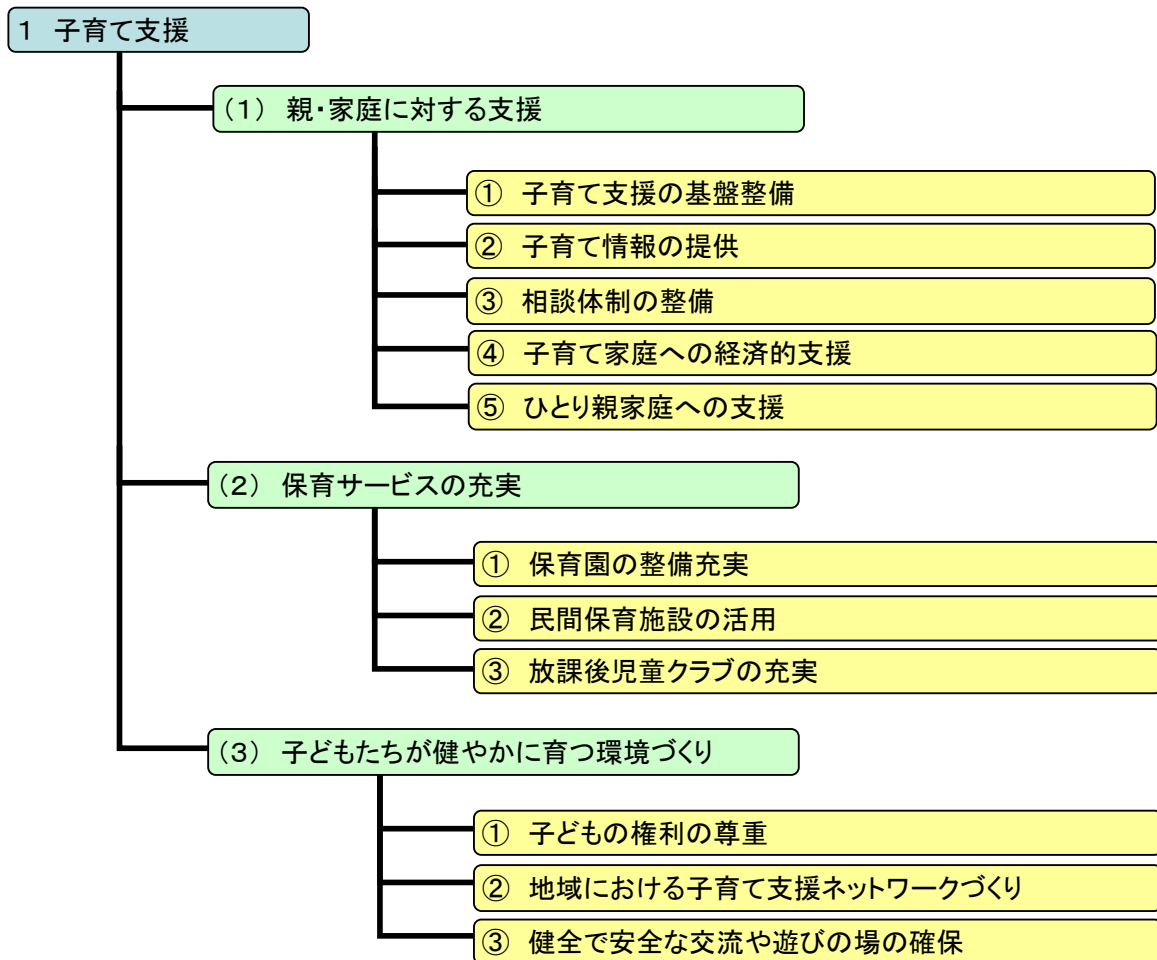 1 子育て支援
(1) 親・家庭に対する支援
① 子育て支援の基盤整備
② 子育て情報の提供
③ 相談体制の整備
④ 子育て家庭への経済的支援
⑤ ひとり親家庭への支援
(2) 保育サービスの充実
① 保育園の整備充実
② 民間保育施設の活用
③ 放課後児童クラブの充実
(3) 子どもたちが健やかに育つ環境づくり
① 子どもの権利の尊重
② 地域における子育て支援ネットワークづくり
③ 健全で安全な交流や遊びの場の確保